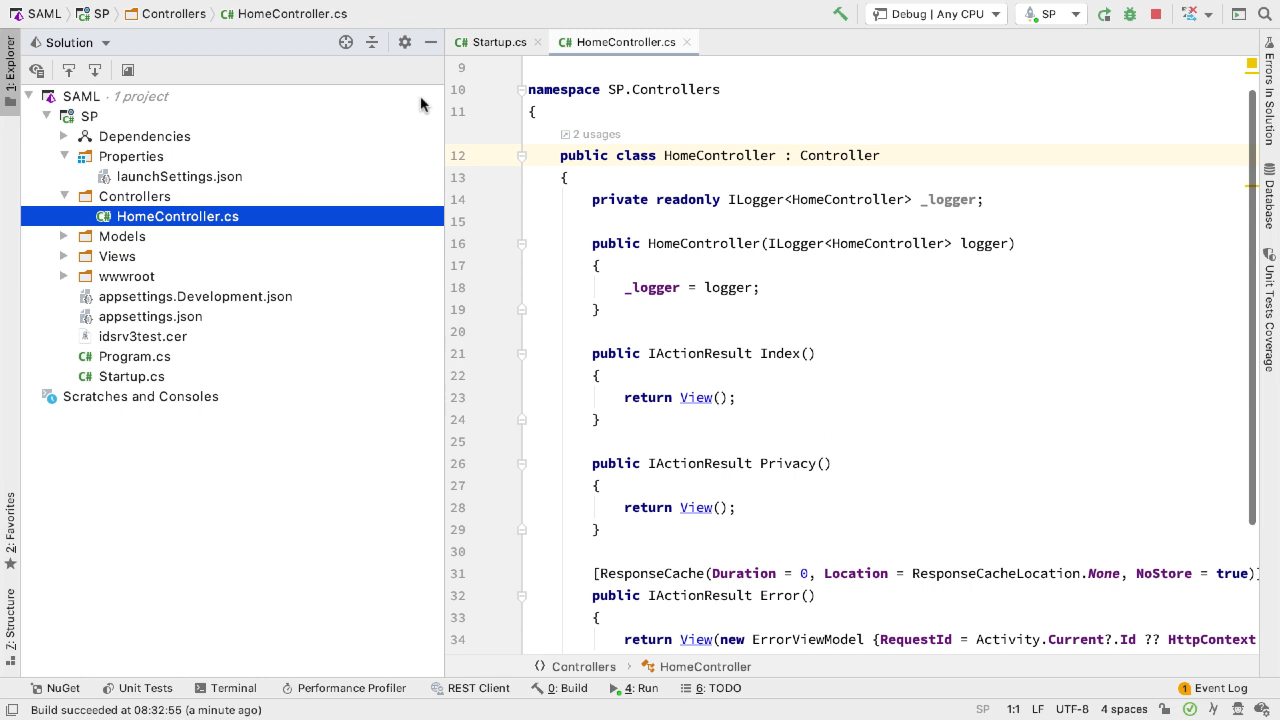 SAML
SP
Controllers
HomeController.cs
Debug | Any CPU
SP
1: Explorer
Solution
Startup.cs
HomeController.cs
SAML · 1 project
SP
Dependencies
Properties
launchSettings.json
Controllers
HomeController.cs
Models
Views
wwwroot
appsettings.Development.json
appsettings.json
idsrv3test.cer
Program.cs
Startup.cs
Scratches and Consoles
2: Favorites
Z: Structure
9
10 namespace SP.Controllers
11 {
2 usages
12 public class HomeController : Controller
13 {
14 private readonly ILogger<HomeController> _logger;
15
16 public HomeController(ILogger<HomeController> logger)
17 {
18 _logger = logger;
19 }
20
21 public IActionResult Index()
22 {
23 return View();
24 }
25
26 public IActionResult Privacy()
27 {
28 return View();
29 }
30
31 [ResponseCache(Duration = 0, Location = ResponseCacheLocation.None, NoStore = true)]
32 public IActionResult Error()
33 {
34 return View(new ErrorViewModel {RequestId = Activity.Current?.Id ?? HttpContext
Errors In Solution
Database
Unit Tests Coverage
Controllers
HomeController
NuGet
Unit Tests
Terminal
Performance Profiler
REST Client
0: Build
4: Run
6: TODO
1 Event Log
Build succeeded at 08:32:55 (a minute ago)
SP
1:1
LF
UTF-8
4 spaces